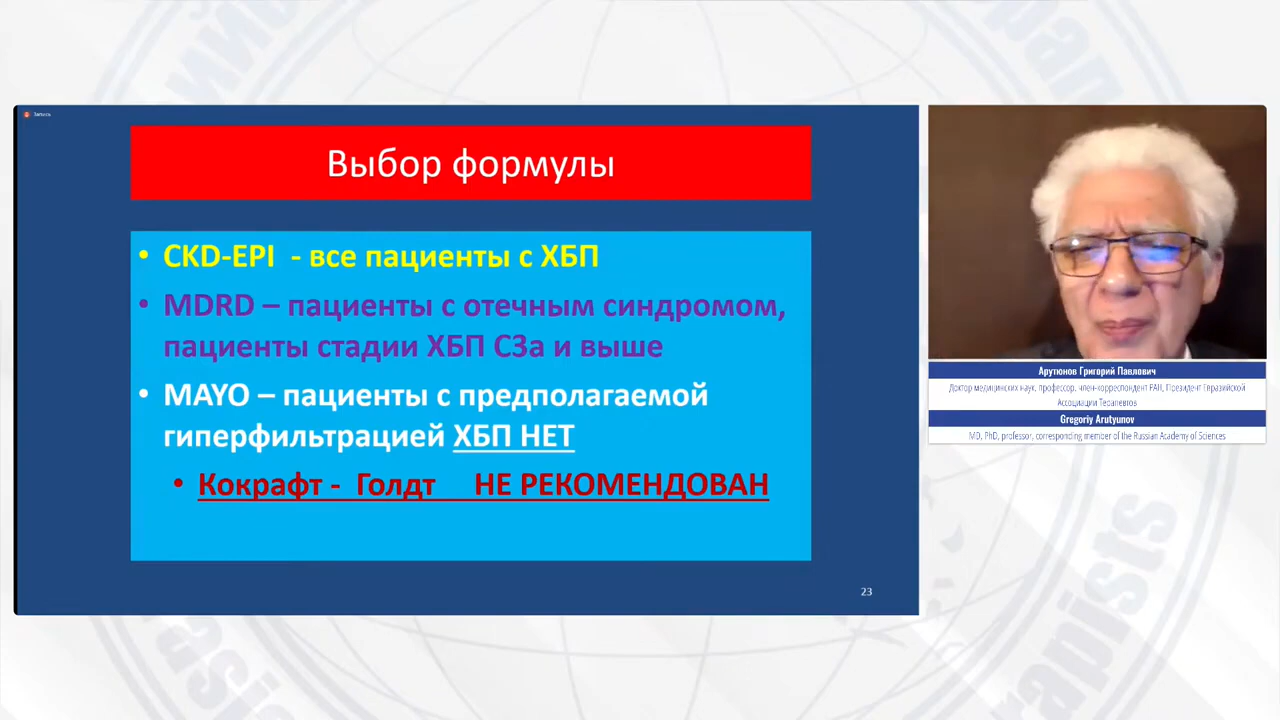 Запись
Выбор формулы
• CKD-EPI - все пациенты с ХБП
• MDRD – пациенты с отечным синдромом,
пациенты стадии ХБП С3а и выше
• MAYO – пациенты с предполагаемой
гиперфильтрацией ХБП НЕТ
• Кокрафт - Голдт НЕ РЕКОМЕНДОВАН
23
Арутюнов Григорий Павлович
Доктор медицинских наук, профессор, член-корреспондент РАН, Президент Евразийской
Ассоциации Терапевтов
Gregoriy Arutyunov
MD, PhD, professor, corresponding member of the Russian Academy of Sciences
rapists